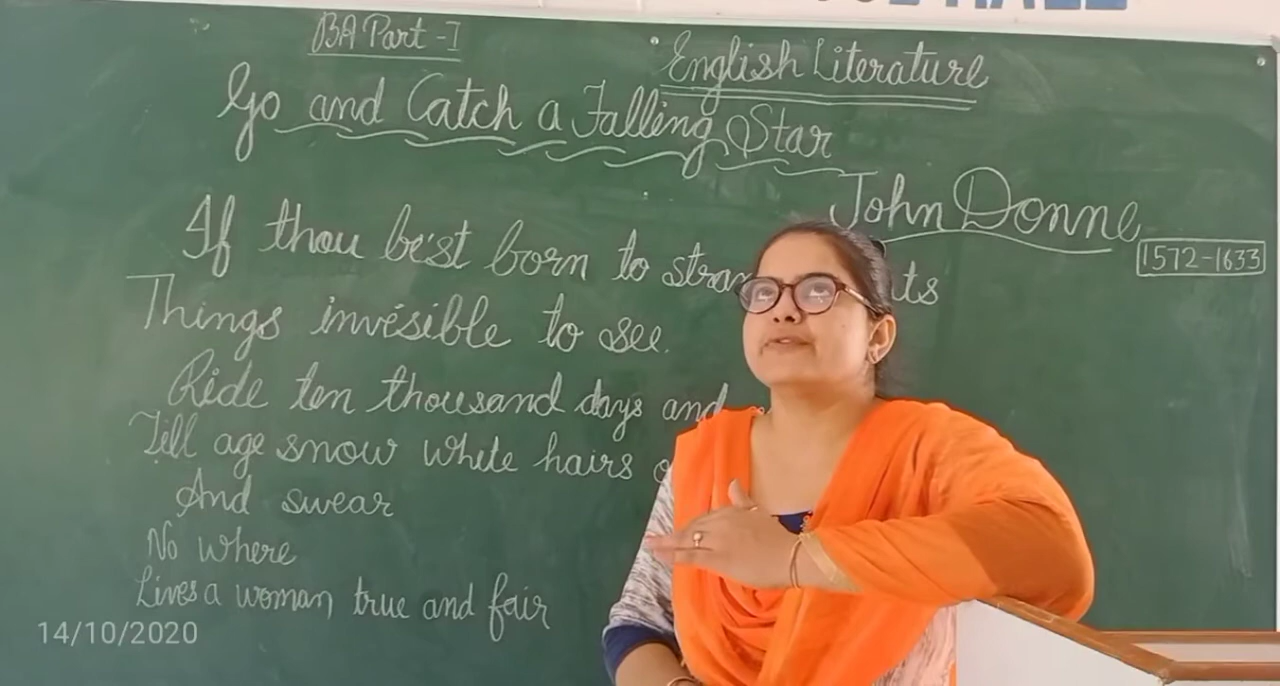 BA Part - I
English Literature
Go and Catch a Falling Star
John Donne
1572-1633
If thou be'st born to
Things invisible to see.
Ride ten thousand days and
Till age snow white hairs
And swear
No where
Lives a woman true and fair
14/10/2020